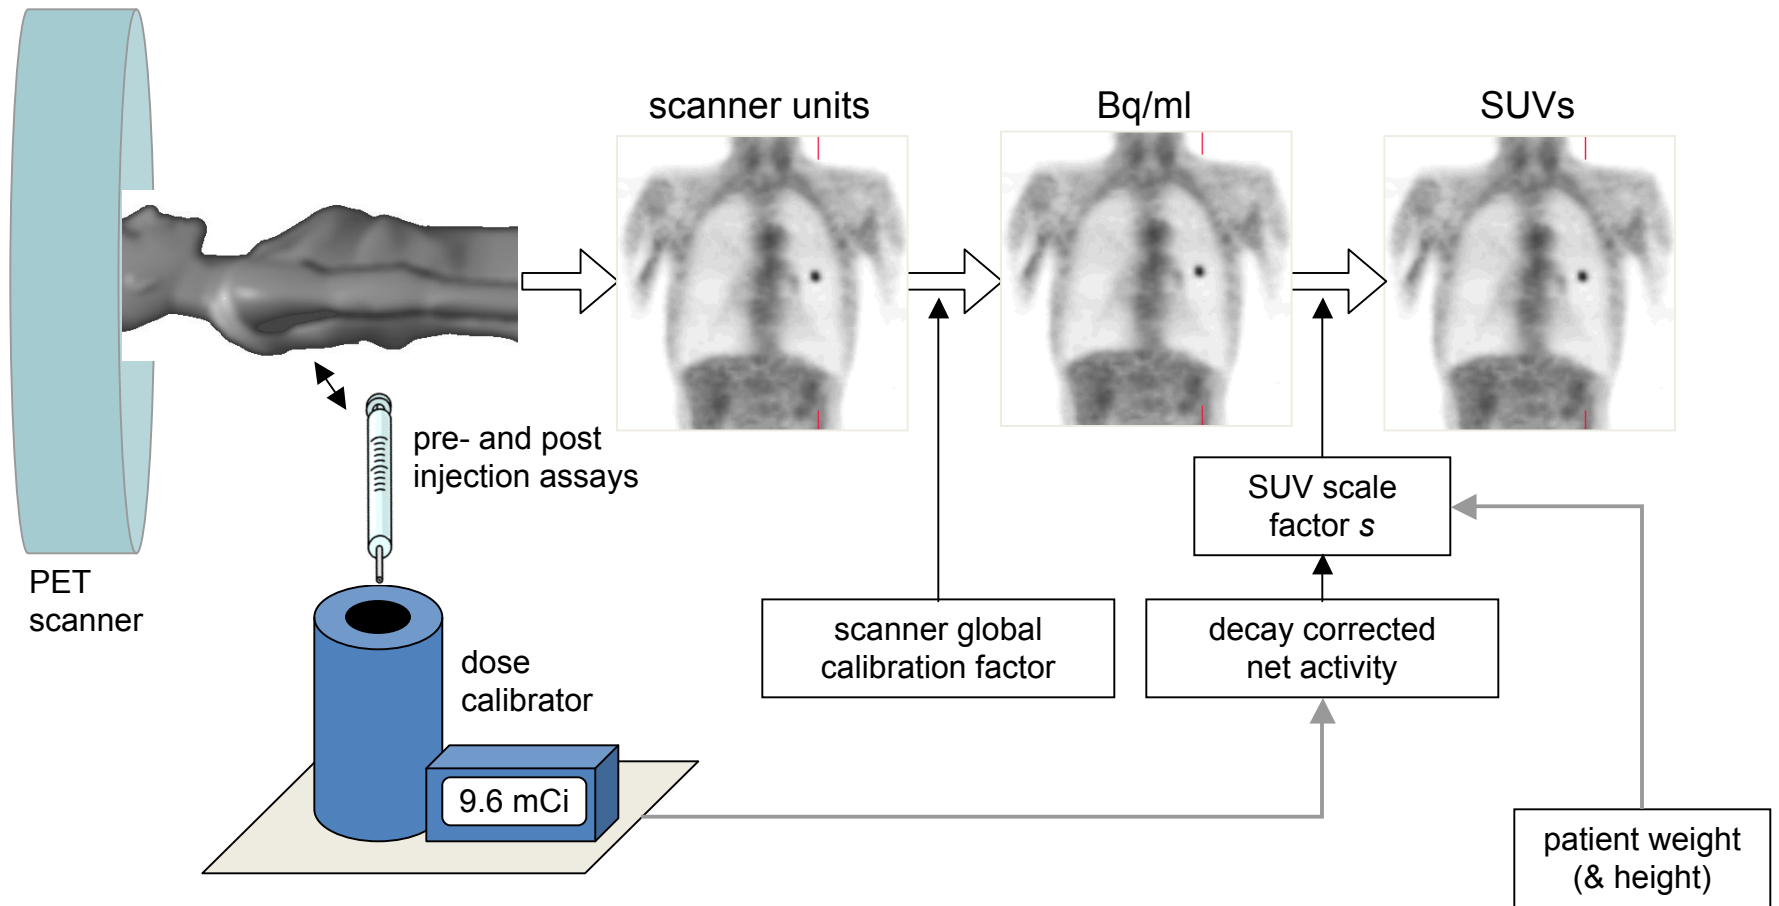 scanner units
Bq/ml
SUVs
pre- and post
injection assays
SUV scale
factor s
PET
scanner
scanner global
calibration factor
decay corrected
net activity
dose
calibrator
9.6 mCi
patient weight
(& height)